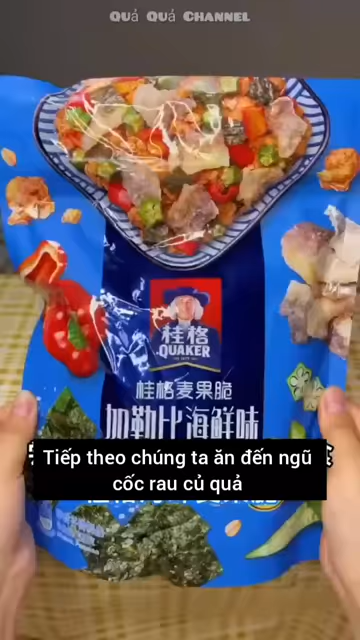 Quả Quả Channel
桂格
QUAKER
桂格麦果脆
加勒比海鲜味
Tiếp theo chúng ta ăn đến ngũ
cốc rau củ quả